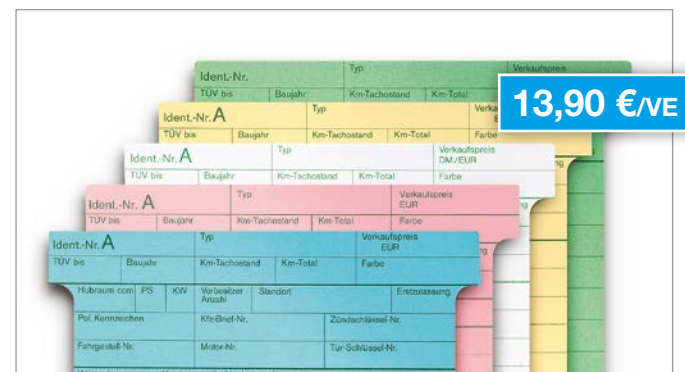 13,90 €/VE
Ident.-Nr. Typ Verkaufspreis
TÜV bis Baujahr Km-Tachostand Km-Total
Ident.-Nr. A Typ
TÜV bis Baujahr Km-Tachostand Km-Total Farbe
Ident.-Nr. A Typ Verkaufspreis
DM/EUR
TÜV bis Baujahr Km-Tachostand Km-Total Farbe
Ident.-Nr. A Typ Verkaufspreis
EUR
TÜV bis Baujahr Km-Tachostand Km-Total Farbe
Ident.-Nr. A Typ Verkaufspreis
EUR
TÜV bis Baujahr Km-Tachostand Km-Total Farbe
Hubraum ccm PS KW Vorbesitzer Standort Erstzulassung
Anzahl
Pol. Kennzeichen Kfz-Brief-Nr. Zündschlüssel-Nr.
Fahrgestell-Nr. Motor-Nr. Tür-Schlüssel-Nr.